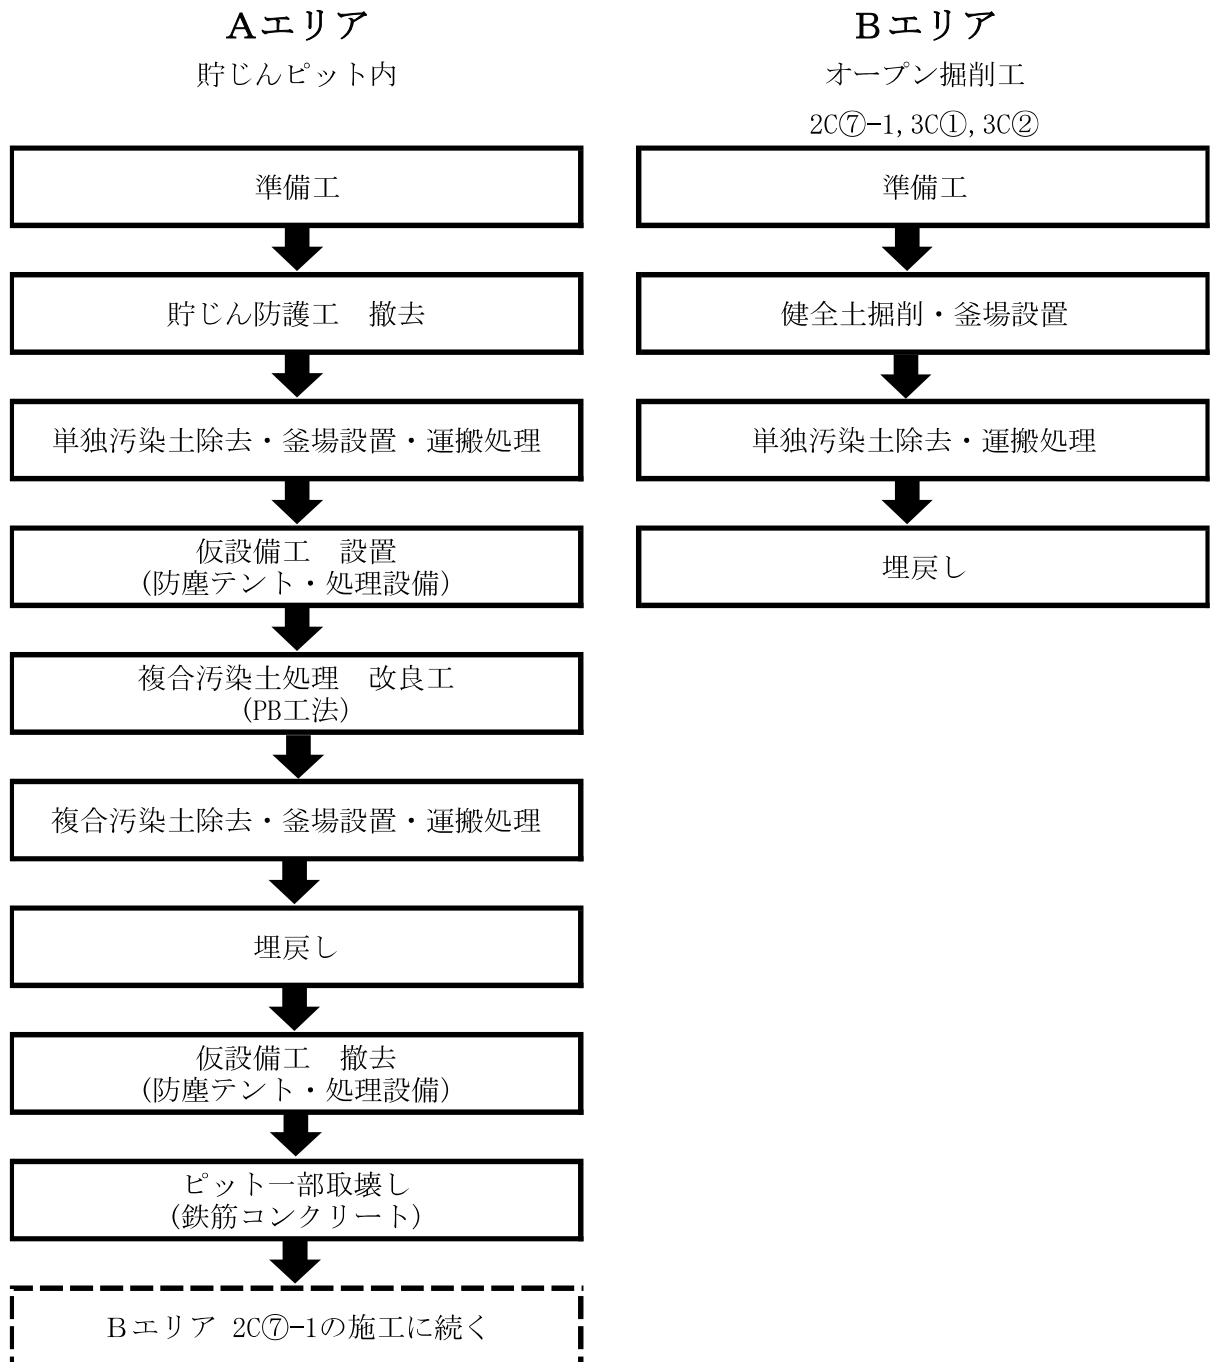 Aエリア
貯じんピット内
準備工
貯じん防護工　撤去
単独汚染土除去・釜場設置・運搬処理
仮設備工　設置
(防塵テント・処理設備)
複合汚染土処理　改良工
(PB工法)
複合汚染土除去・釜場設置・運搬処理
埋戻し
仮設備工　撤去
(防塵テント・処理設備)
ピット一部取壊し
(鉄筋コンクリート)
Bエリア 2C⑦-1の施工に続く
Bエリア
オープン掘削工
2C⑦-1, 3C①, 3C②
準備工
健全土掘削・釜場設置
単独汚染土除去・運搬処理
埋戻し